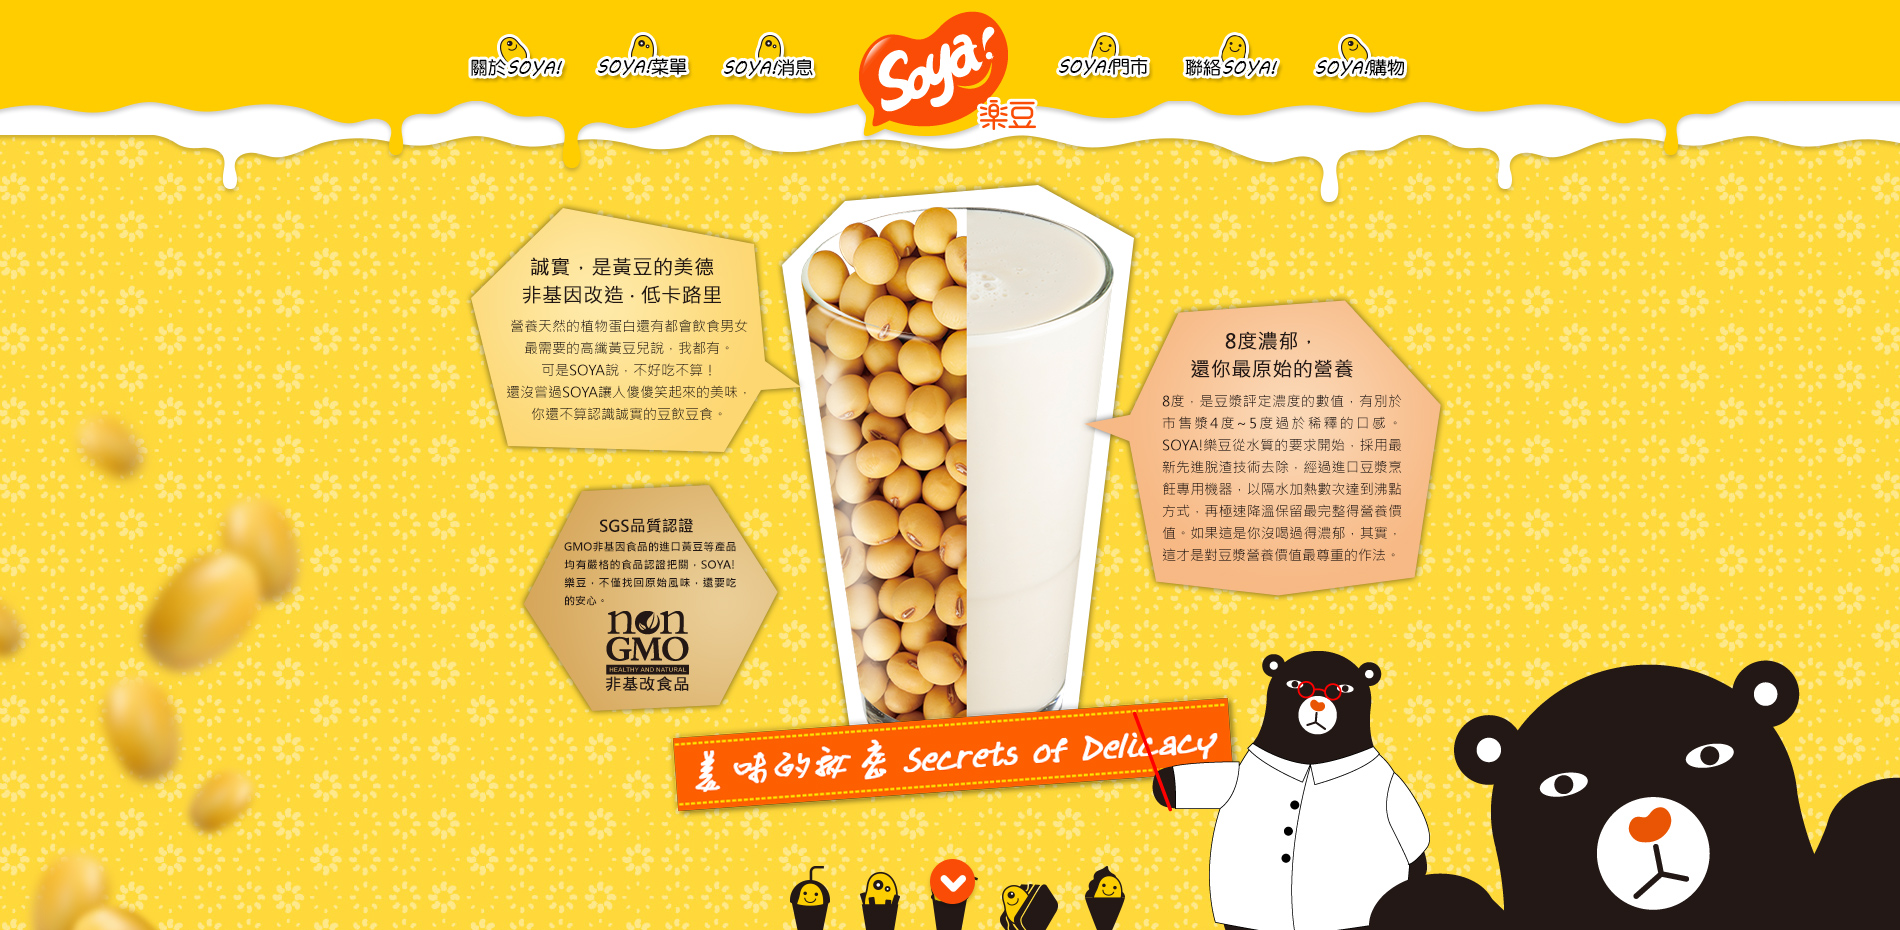 關於SOYA!
SOYA!菜單
SOYA!消息
Soya!
楽豆
SOYA!門市
聯絡SOYA!
SOYA!購物
誠實，是黃豆的美德
非基因改造·低卡路里
營養天然的植物蛋白還有都會飲食男女
最需要的高纖黃豆兒說，我都有。
可是SOYA說，不好吃不算！
還沒嘗過SOYA讓人傻傻笑起來的美味，
你還不算認識誠實的豆飲豆食。
8度濃郁，
還你最原始的營養
8度，是豆漿評定濃度的數值，有別於
市售漿4度~5度過於稀釋的口感。
SOYA!樂豆從水質的要求開始，採用最
新先進脫渣技術去除，經過進口豆漿烹
飪專用機器，以隔水加熱數次達到沸點
方式，再極速降溫保留最完整得營養價
值。如果這是你沒喝過得濃郁，其實，
這才是對豆漿營養價值最尊重的作法。
SGS品質認證
GMO非基因食品的進口黃豆等產品
均有嚴格的食品認證把關，SOYA!
樂豆，不僅找回原始風味，還要吃
的安心。
non
GMO
HEALTHY AND NATURAL
非基改食品
美味的祕密 Secrets of Delicacy